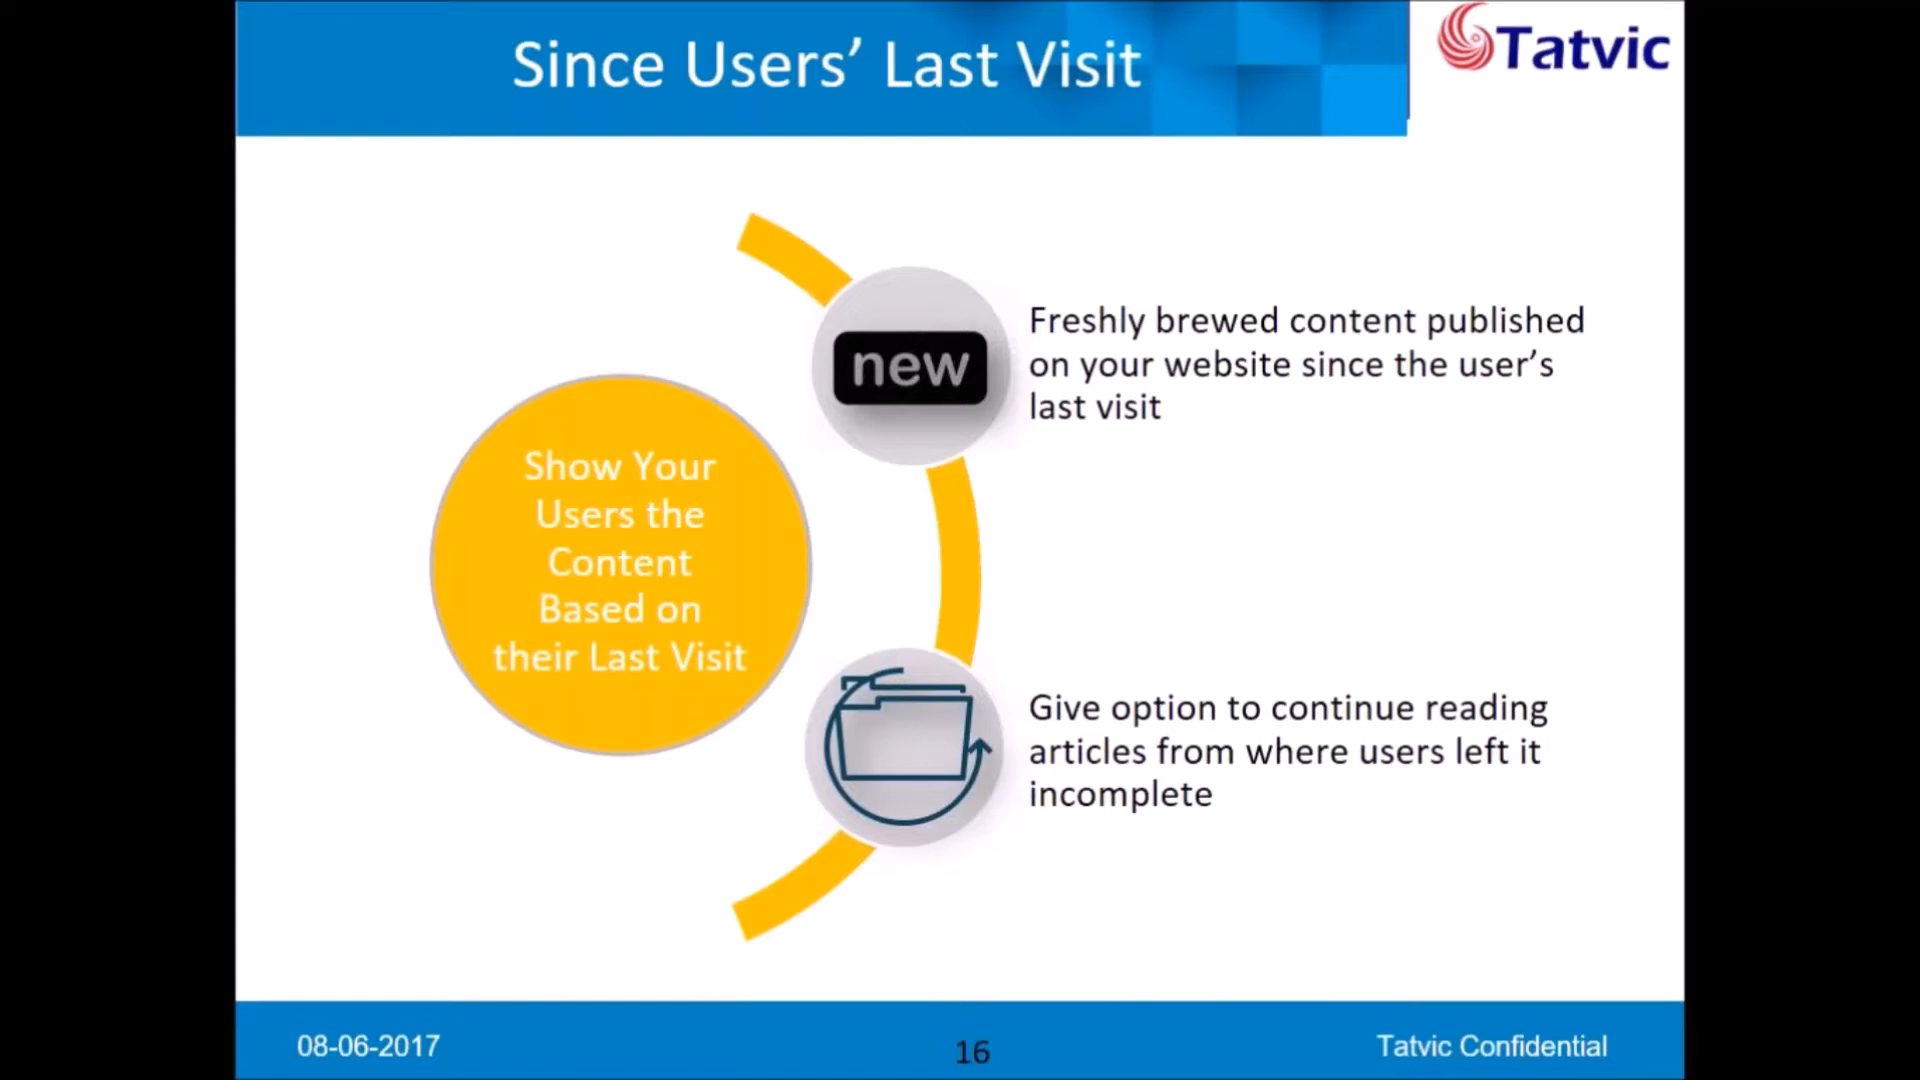 Since Users’ Last Visit
Tatvic
new
Freshly brewed content published
on your website since the user’s
last visit
Show Your
Users the
Content
Based on
their Last Visit
Give option to continue reading
articles from where users left it
incomplete
08-06-2017
16
Tatvic Confidential